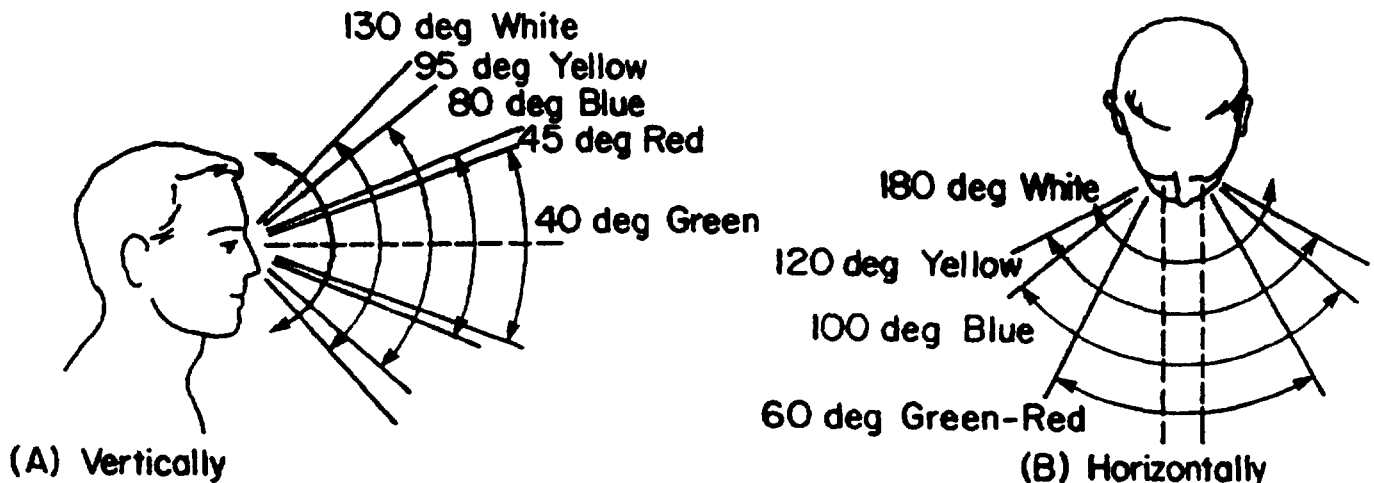 130 deg White
95 deg Yellow
80 deg Blue
45 deg Red
40 deg Green
(A) Vertically
180 deg White
120 deg Yellow
100 deg Blue
60 deg Green-Red
(B) Horizontally